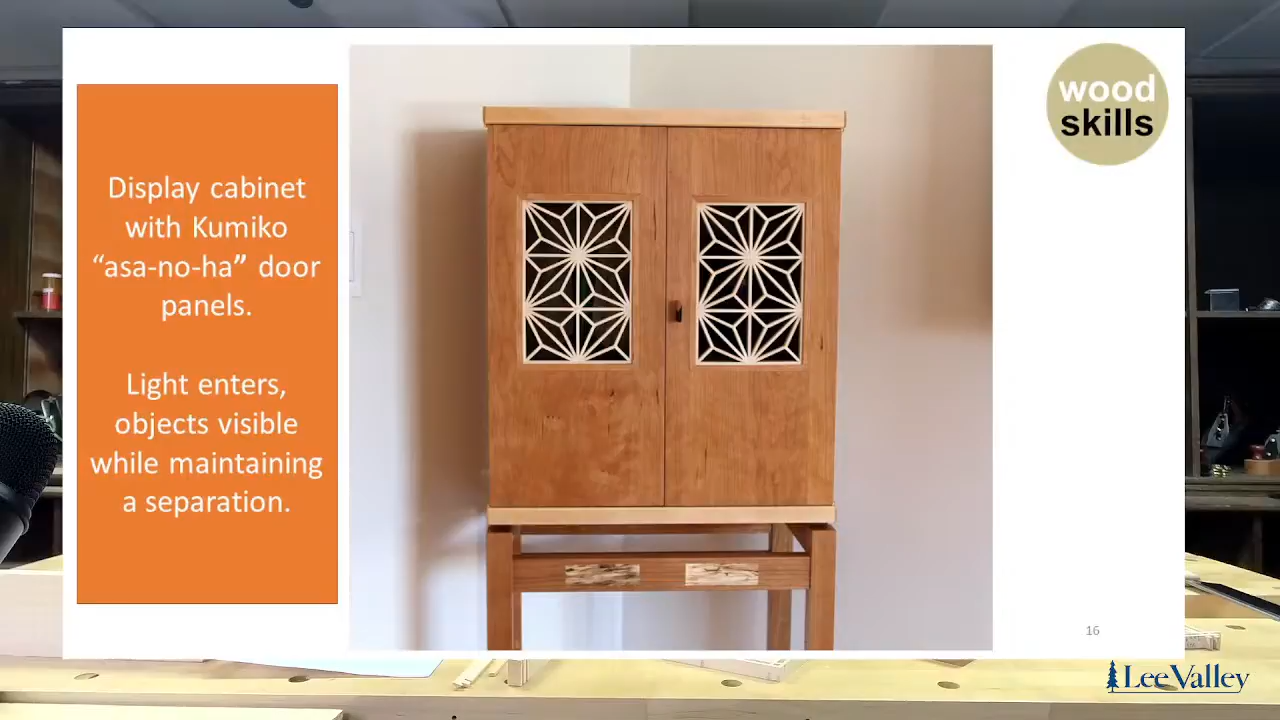 Display cabinet
with Kumiko
“asa-no-ha” door
panels.
Light enters,
objects visible
while maintaining
a separation.
wood
skills
16
LeeValley